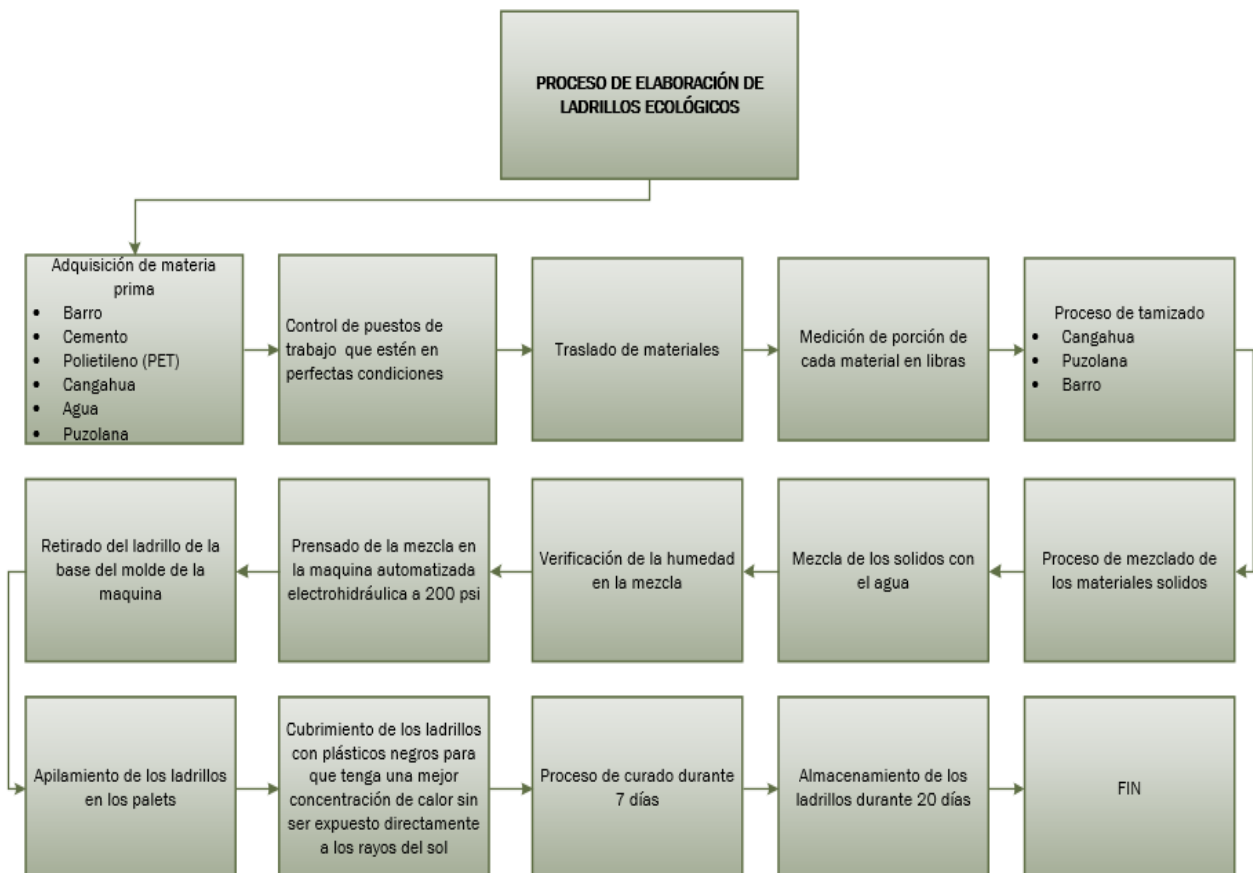 PROCESO DE ELABORACIÓN DE
LADRILLOS ECOLÓGICOS
Adquisición de materia
prima
• Barro
• Cemento
• Polietileno (PET)
• Cangahua
• Agua
• Puzolana
Control de puestos de
trabajo que estén en
perfectas condiciones
Traslado de materiales
Medición de porción de
cada material en libras
Proceso de tamizado
• Cangahua
• Puzolana
• Barro
Proceso de mezclado de
los materiales solidos
Mezcla de los solidos con
el agua
Verificación de la humedad
en la mezcla
Prensado de la mezcla en
la maquina automatizada
electrohidráulica a 200 psi
Retirado del ladrillo de la
base del molde de la
maquina
Apilamiento de los ladrillos
en los palets
Cubrimiento de los ladrillos
con plásticos negros para
que tenga una mejor
concentración de calor sin
ser expuesto directamente
a los rayos del sol
Proceso de curado durante
7 días
Almacenamiento de los
ladrillos durante 20 días
FIN